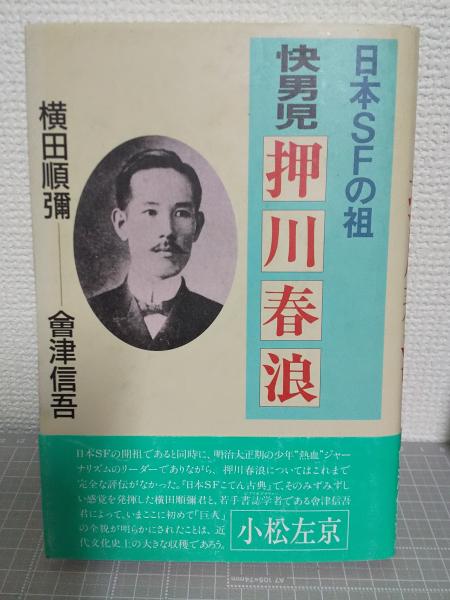 日本SFの祖
快男児
押川春浪
横田順彌──會津信吾
日本SFの開祖であると同時に、明治大正期の少年"熱血"ジャー
ナリズムのリーダーでありながら、押川春浪についてはこれまで
完全な評伝がなかった。『日本SFこてん古典』で、そのみずみずし
い感覚を発揮した横田順彌君と、若手書誌学者である會津信吾
君によって、いまここに初めて「巨人」
の全貌が明らかにされたことは、近
代文化史上の大きな収穫であろう。
小松左京
A7 105×74mm